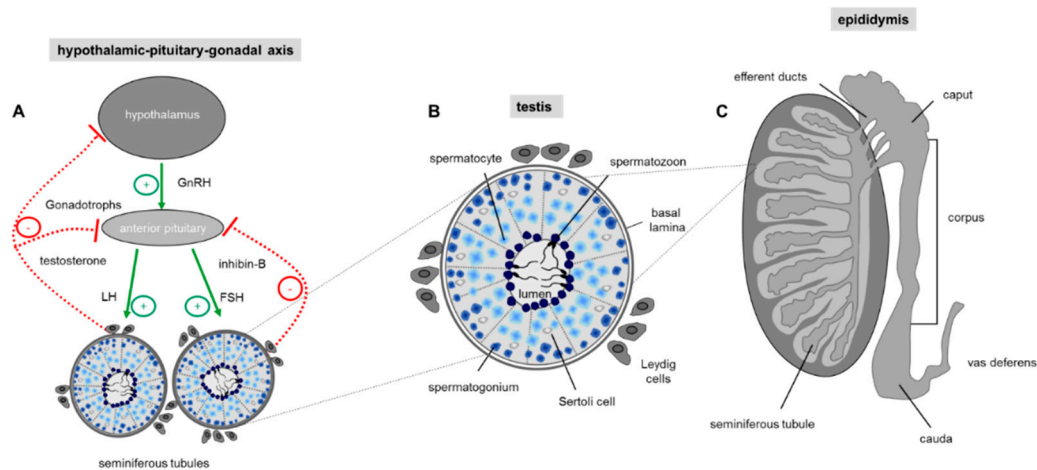 hypothalamic-pituitary-gonadal axis
A
hypothalamus
+
GnRH
Gonadotrophs
-
anterior pituitary
testosterone
inhibin-B
-
LH
+
+
FSH
seminiferous tubules
testis
B
spermatocyte
spermatozoon
basal
lamina
lumen
Leydig
cells
spermatogonium
Sertoli cell
epididymis
C
efferent ducts
caput
corpus
vas deferens
seminiferous tubule
cauda